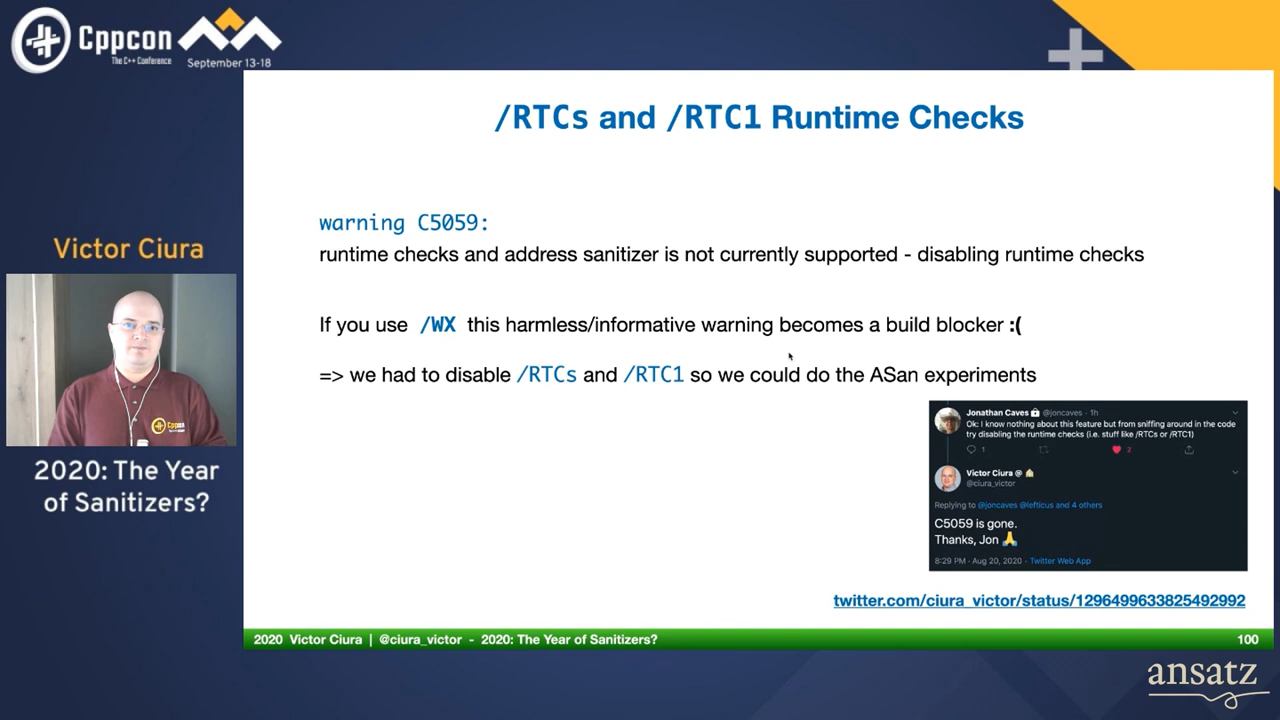 Cppcon
The C++ Conference
September 13-18
/RTCs and /RTC1 Runtime Checks
warning C5059:
runtime checks and address sanitizer is not currently supported - disabling runtime checks
If you use /WX this harmless/informative warning becomes a build blocker :(
=> we had to disable /RTCs and /RTC1 so we could do the ASan experiments
Victor Ciura
Cppcon
2020: The Year
of Sanitizers?
Jonathan Caves @joncaves · 1h
Ok: I know nothing about this feature but from sniffing around in the code
try disabling the runtime checks (i.e. stuff like /RTCs or /RTC1)
1 2
Victor Ciura @ 🏠
@ciura_victor
Replying to @joncaves @lefticus and 4 others
C5059 is gone.
Thanks, Jon 🙏
8:29 PM · Aug 20, 2020 · Twitter Web App
twitter.com/ciura_victor/status/1296499633825492992
2020 Victor Ciura | @ciura_victor - 2020: The Year of Sanitizers? 100
ansatz